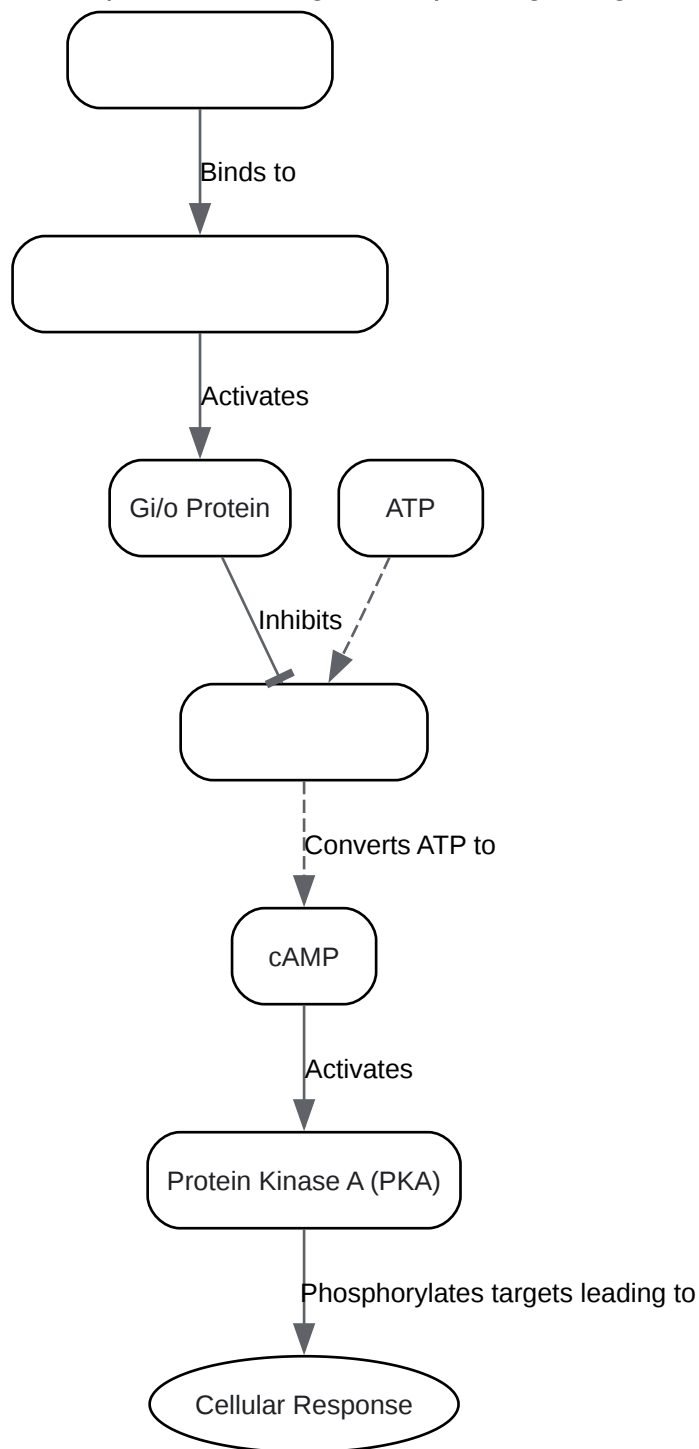 Binds to
Activates
Gi/o Protein
ATP
Inhibits
Converts ATP to
cAMP
Activates
Protein Kinase A (PKA)
Phosphorylates targets leading to
Cellular Response